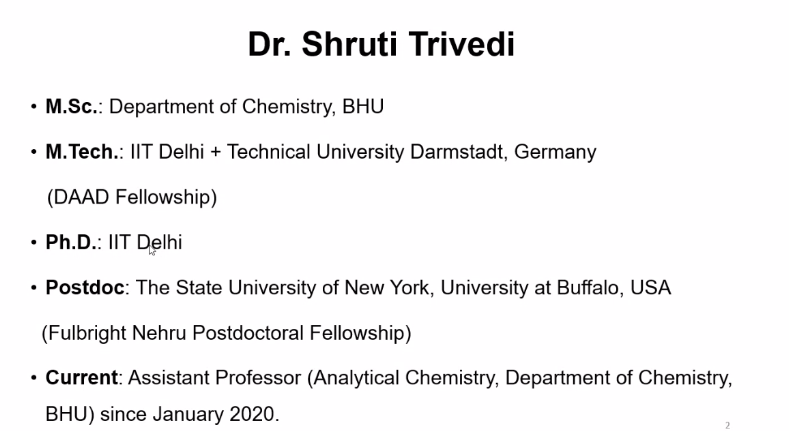 Dr. Shruti Trivedi
• M.Sc.: Department of Chemistry, BHU
• M.Tech.: IIT Delhi + Technical University Darmstadt, Germany
(DAAD Fellowship)
• Ph.D.: IIT Delhi
• Postdoc: The State University of New York, University at Buffalo, USA
(Fulbright Nehru Postdoctoral Fellowship)
• Current: Assistant Professor (Analytical Chemistry, Department of Chemistry,
BHU) since January 2020.
2